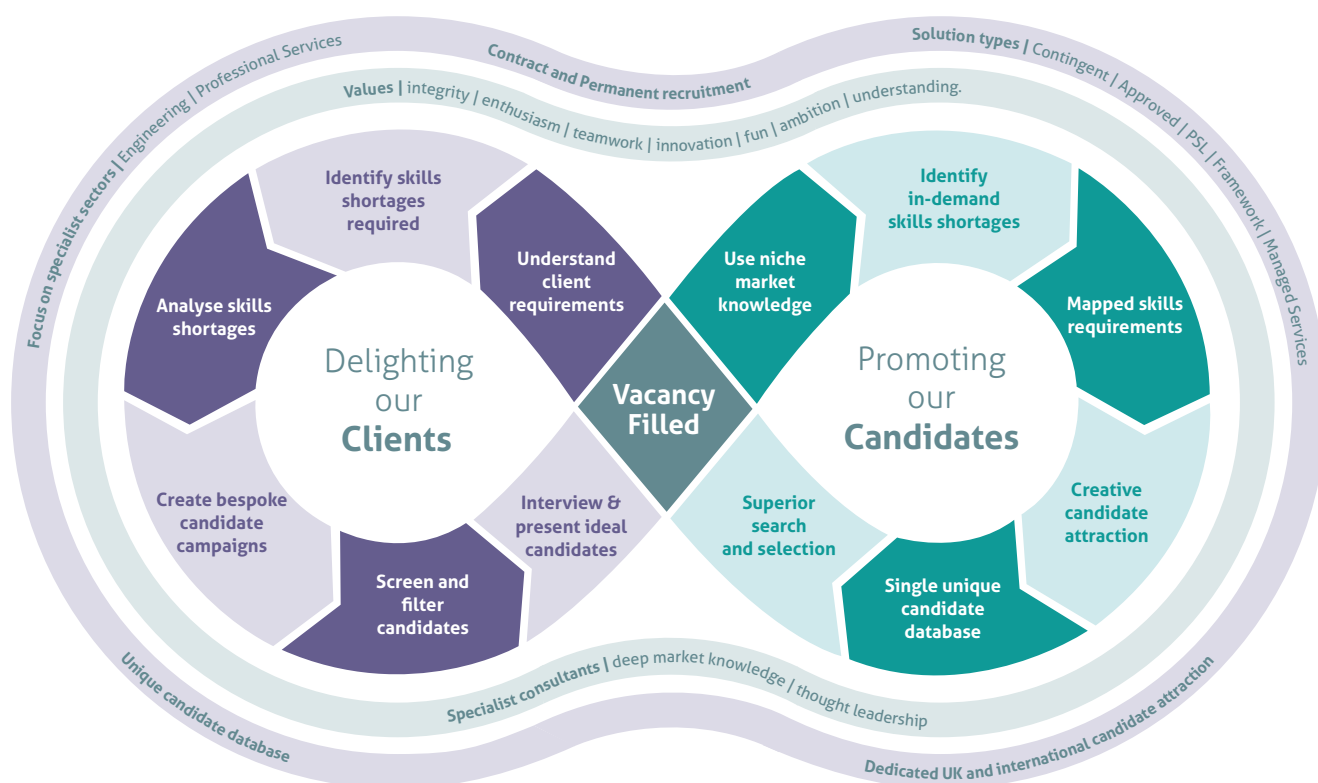 Focus on specialist sectors | Engineering | Professional Services
Contract and Permanent recruitment
Solution types | Contingent | Approved | PSL | Framework | Managed Services
Values | integrity | enthusiasm | teamwork | innovation | fun | ambition | understanding.
Identify skills
shortages
required
Understand
client
requirements
Analyse skills
shortages
Delighting
our
Clients
Create bespoke
candidate
campaigns
Screen and
filter
candidates
Interview &
present ideal
candidates
Vacancy
Filled
Use niche
market
knowledge
Identify
in-demand
skills shortages
Mapped skills
requirements
Promoting
our
Candidates
Superior
search
and selection
Single unique
candidate
database
Creative
candidate
attraction
Specialist consultants | deep market knowledge / thought leadership
Unique candidate database
Dedicated UK and international candidate attraction